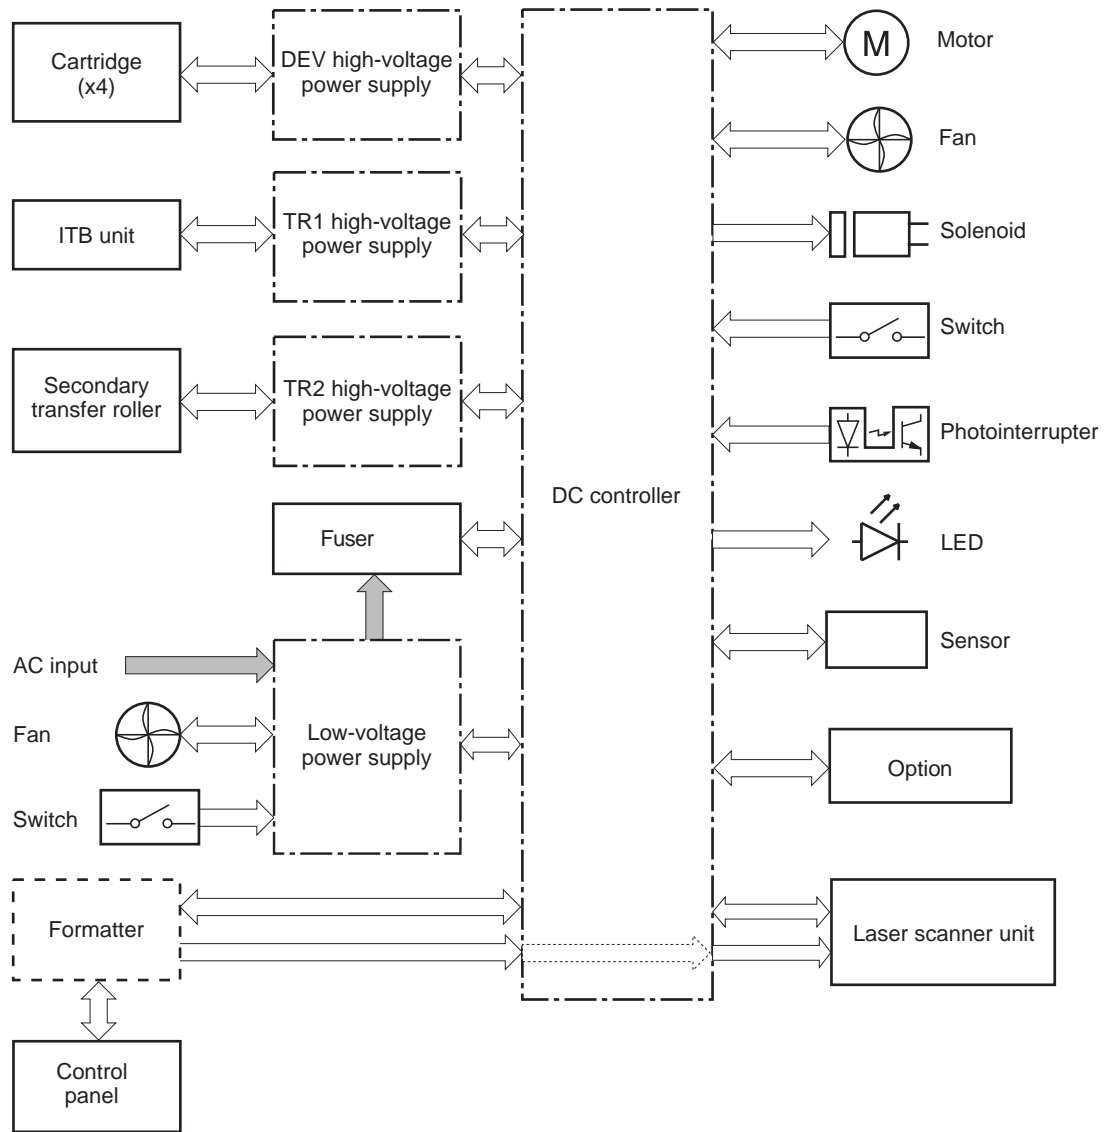 Cartridge
(x4)
DEV high-voltage
power supply
M
Motor
Fan
ITB unit
TR1 high-voltage
power supply
Solenoid
Switch
Secondary
transfer roller
TR2 high-voltage
power supply
Photointerrupter
DC controller
Fuser
LED
AC input
Sensor
Fan
Low-voltage
power supply
Option
Switch
Formatter
Laser scanner unit
Control
panel